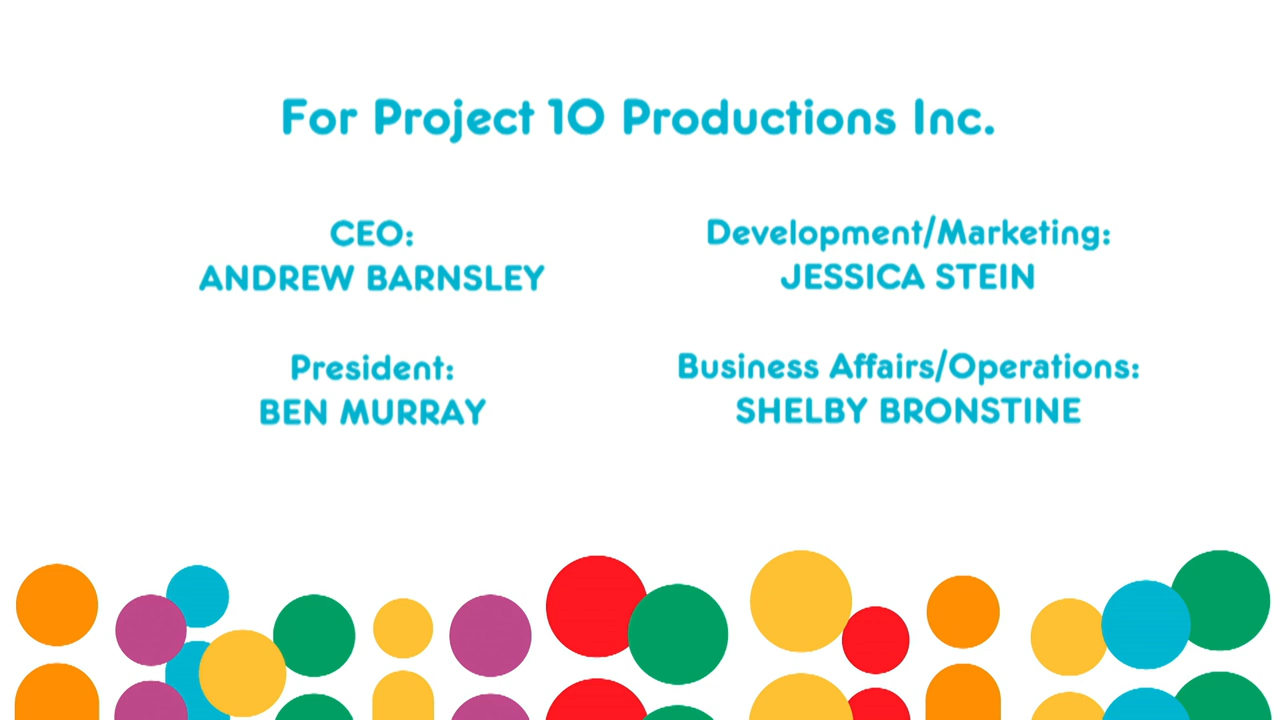 For Project 10 Productions Inc.
CEO:
ANDREW BARNSLEY
President:
BEN MURRAY
Development/Marketing:
JESSICA STEIN
Business Affairs/Operations:
SHELBY BRONSTINE